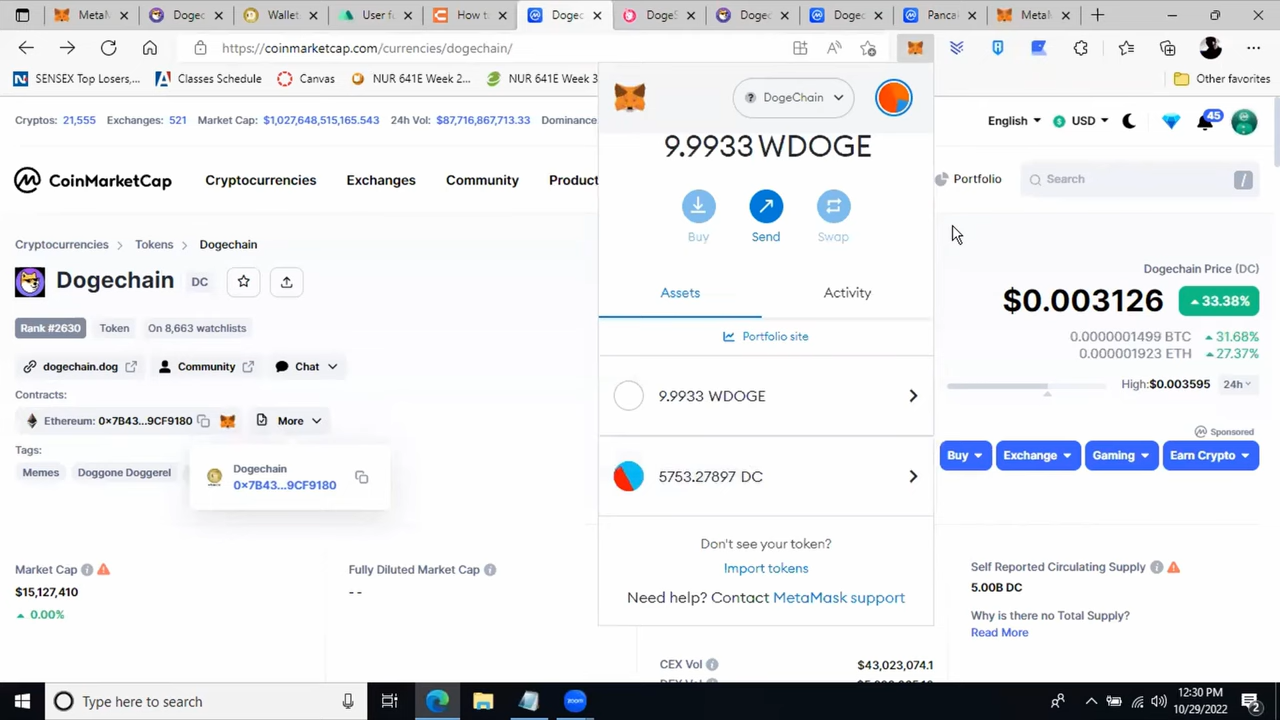 MetaM
Dogec
Wallet
User fo
How to
Dogec
DogeS
Dogec
Dogec
Pancal
MetaM
https://coinmarketcap.com/currencies/dogechain/
SENSEX Top Losers,...
Classes Schedule
Canvas
NUR 641E Week 2...
NUR 641E Week 3
Other favorites
Cryptos: 21,555
Exchanges: 521
Market Cap: $1,027,648,515,165.543
24h Vol: $87,716,867,713.33
Dominance
English
USD
45
CoinMarketCap
Cryptocurrencies
Exchanges
Community
Product
Portfolio
Search
/
DogeChain
9.9933 WDOGE
Buy
Send
Swap
Assets
Activity
Portfolio site
9.9933 WDOGE
5753.27897 DC
Don't see your token?
Import tokens
Need help? Contact MetaMask support
Cryptocurrencies
Tokens
Dogechain
Dogechain DC
Rank #2630
Token
On 8,663 watchlists
dogechain.dog
Community
Chat
Contracts:
Ethereum: 0x7B43...9CF9180
More
Tags:
Memes
Doggone Doggerel
Dogechain
0x7B43...9CF9180
Dogechain Price (DC)
$0.003126
33.38%
0.0000001499 BTC
31.68%
0.000001923 ETH
27.37%
High:$0.003595
24h
Sponsored
Buy
Exchange
Gaming
Earn Crypto
Market Cap
$15,127,410
0.00%
Fully Diluted Market Cap
- -
CEX Vol
$43,023,074.1
Self Reported Circulating Supply
5.00B DC
Why is there no Total Supply?
Read More
Type here to search
zoom
12:30 PM
10/29/2022
2